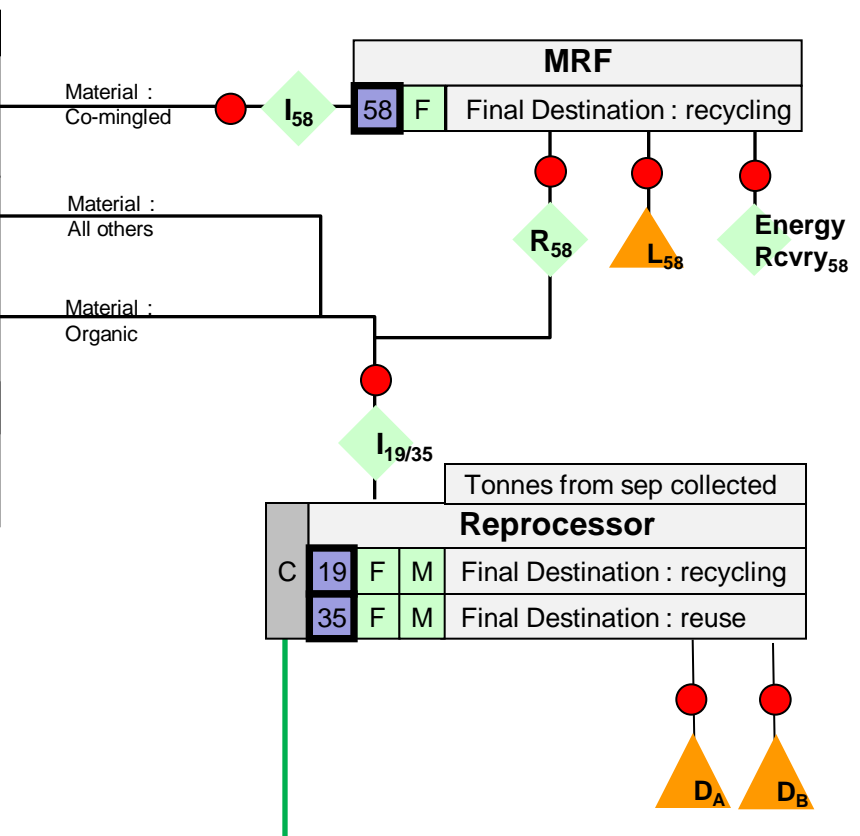 MRF
Material :
Co-mingled
I58
58 F Final Destination : recycling
Material :
All others
R58
L58
Energy
Rcvry58
Material :
Organic
I19/35
Tonnes from sep collected
Reprocessor
C
19 F M Final Destination : recycling
35 F M Final Destination : reuse
DA
DB